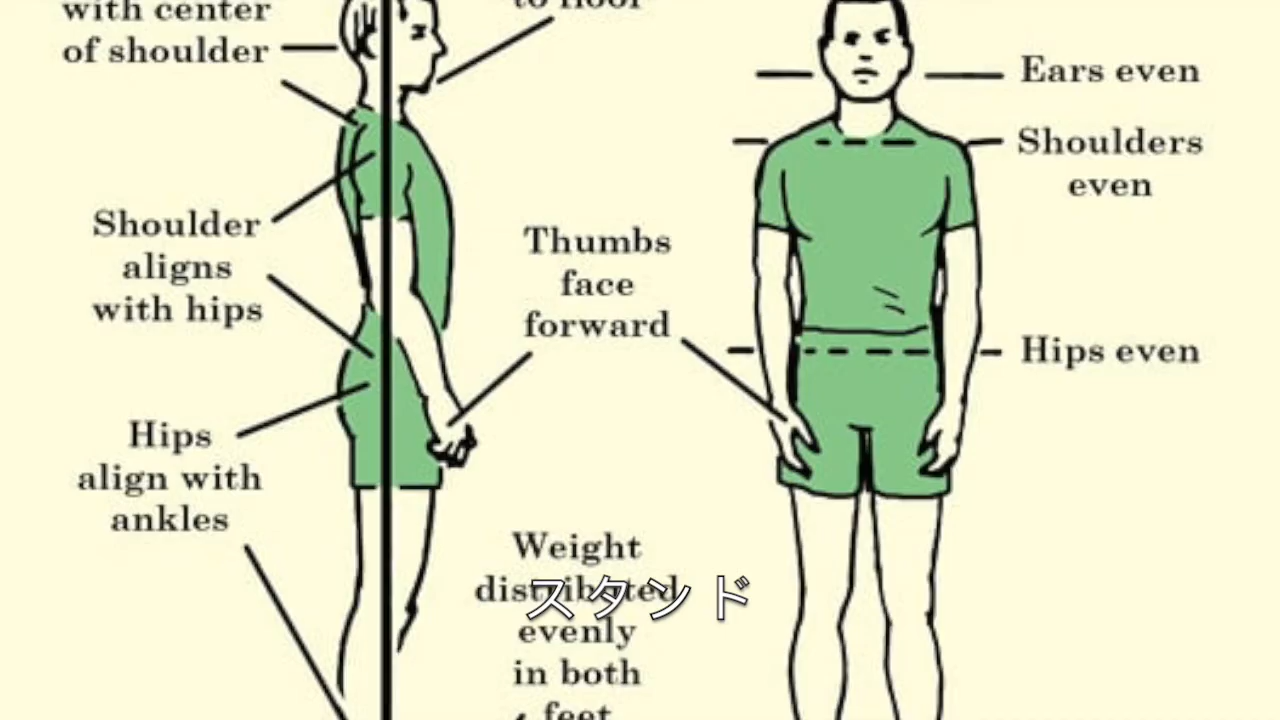 with center
of shoulder
to floor
Ears even
Shoulders
even
Shoulder
aligns
with hips
Thumbs
face
forward
Hips even
Hips
align with
ankles
Weight
distributed
evenly
in both
feet
スタンド